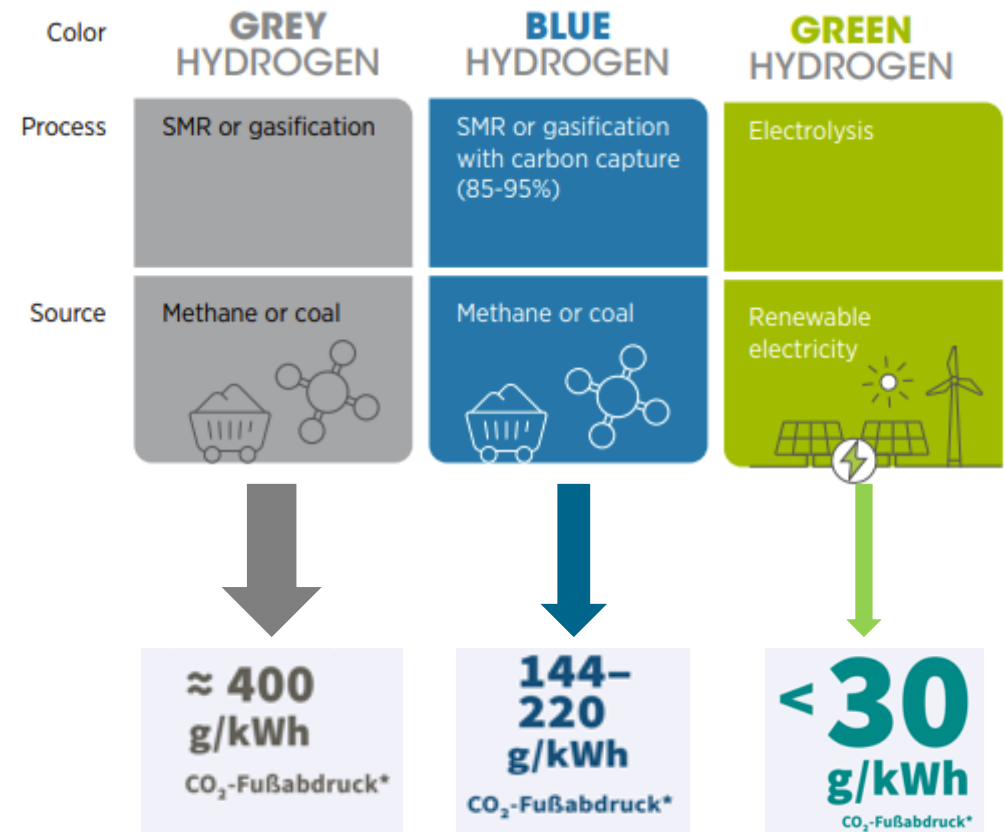 Color
GREY
HYDROGEN
BLUE
HYDROGEN
GREEN
HYDROGEN
Process
SMR or gasification
SMR or gasification
with carbon capture
(85-95%)
Electrolysis
Source
Methane or coal
Methane or coal
Renewable
electricity
≈ 400
g/kWh
CO₂-Fußabdruck*
144–
220
g/kWh
CO₂-Fußabdruck*
< 30
g/kWh
CO₂-Fußabdruck*